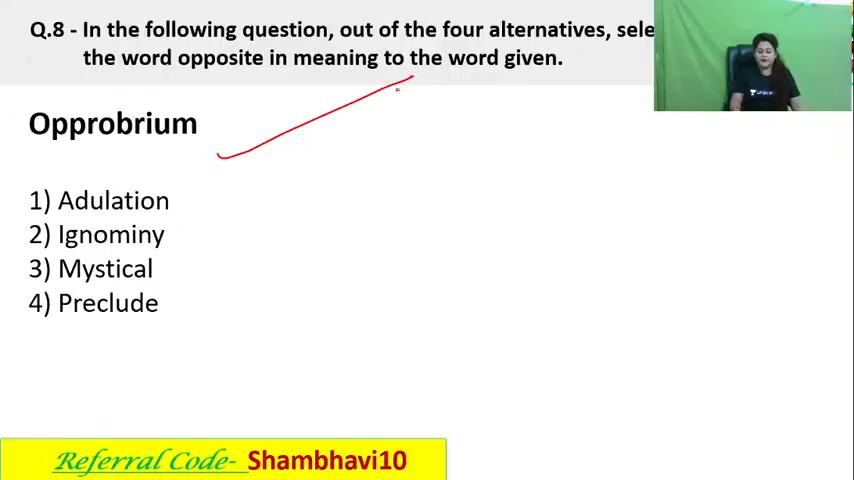 Q.8 - In the following question, out of the four alternatives,
the word opposite in meaning to the word given.
Opprobrium
1) Adulation
2) Ignominy
3) Mystical
4) Preclude
Referral Code- Shambhavi10